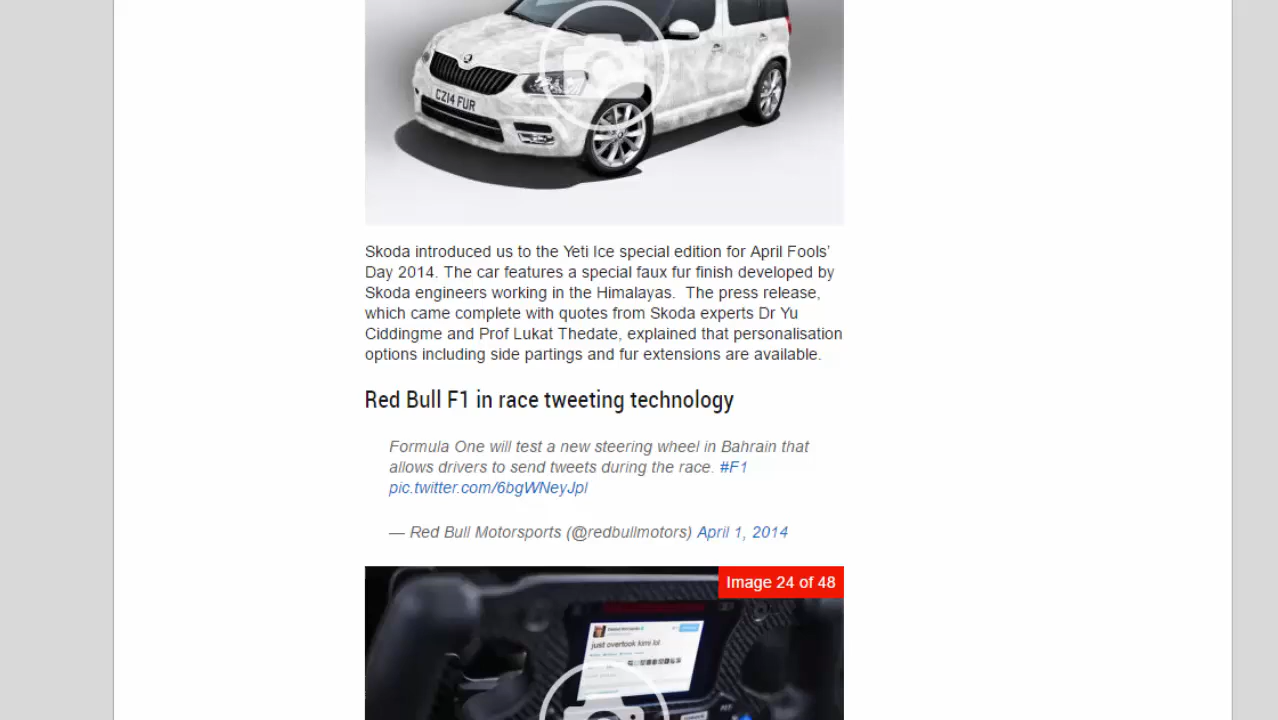 CZ14 FUR
Skoda introduced us to the Yeti Ice special edition for April Fools'
Day 2014. The car features a special faux fur finish developed by
Skoda engineers working in the Himalayas.  The press release,
which came complete with quotes from Skoda experts Dr Yu
Ciddingme and Prof Lukat Thedate, explained that personalisation
options including side partings and fur extensions are available.
Red Bull F1 in race tweeting technology
Formula One will test a new steering wheel in Bahrain that
allows drivers to send tweets during the race. #F1
pic.twitter.com/6bgWNeyJpl
— Red Bull Motorsports (@redbullmotors) April 1, 2014
Image 24 of 48
just overtook kimi lol